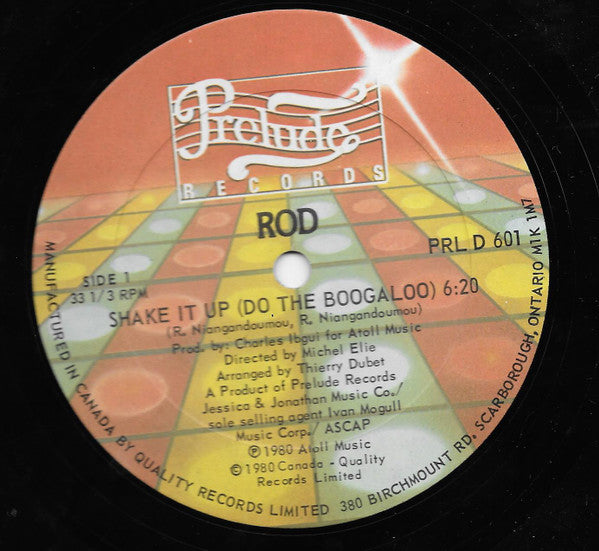 Prelude
RECORDS
ROD
PRL D 601
SIDE 1
33 1/3 RPM
SHAKE IT UP (DO THE BOOGALOO) 6:20
(R. Niangandoumou, R. Niangandoumou)
Prod. by: Charles Ibgui for Atoll Music
Directed by Michel Elie
Arranged by Thierry Dubet
A Product of Prelude Records
Jessica & Jonathan Music Co./
sole selling agent Ivan Mogull
Music Corp./ ASCAP
℗1980 Atoll Music
©1980 Canada - Quality
Records Limited
MANUFACTURED IN CANADA BY QUALITY RECORDS LIMITED 380 BIRCHMOUNT RD. SCARBOROUGH, ONTARIO M1K 1M7